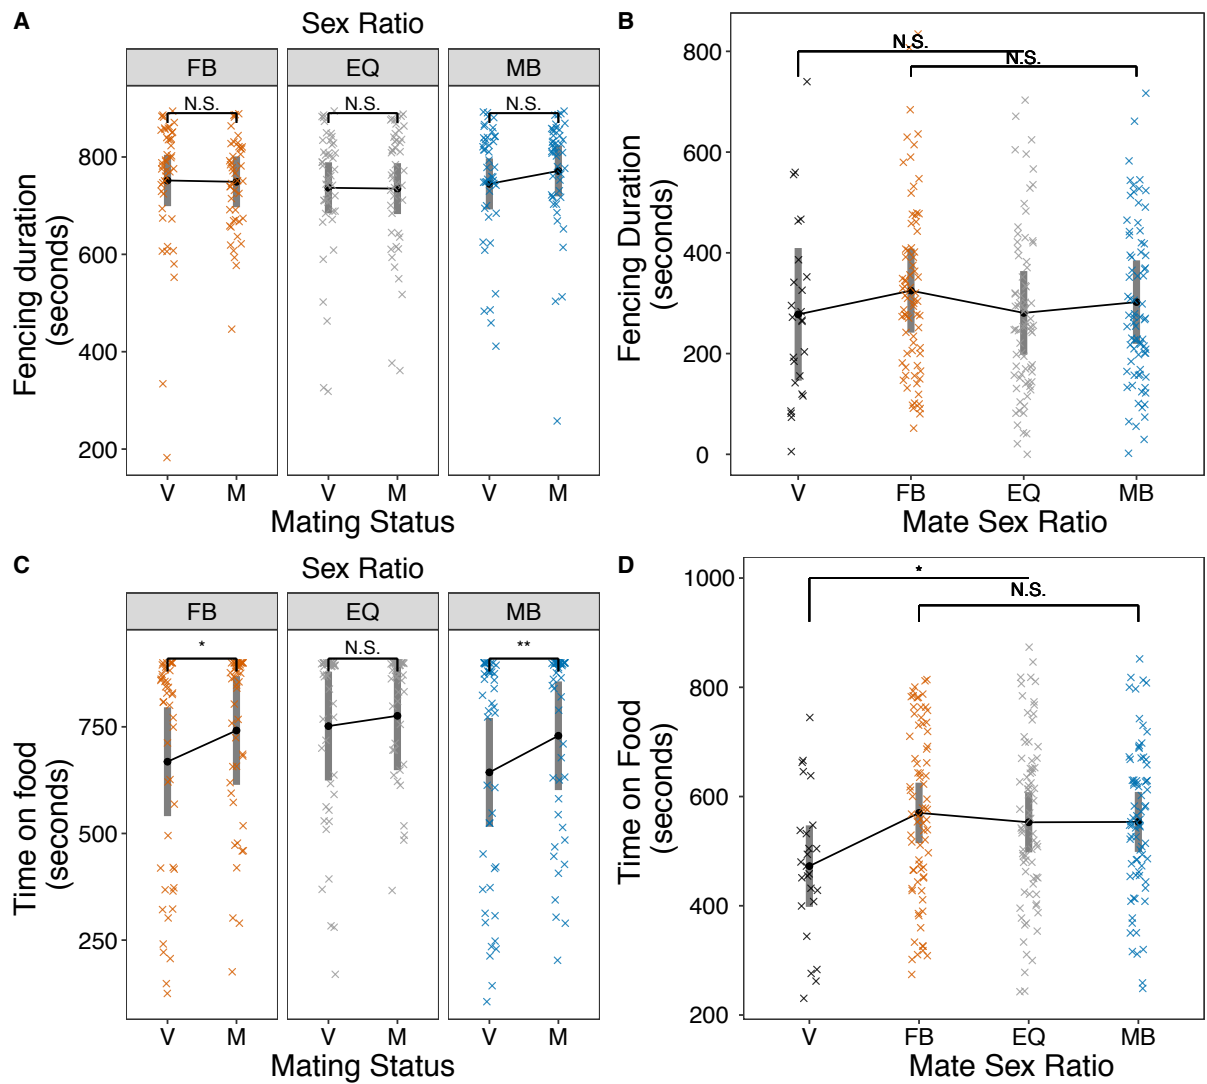 A
Sex Ratio
FB EQ MB
N.S. N.S. N.S.
Fencing duration
(seconds)
800
600
400
200
V M V M V M
Mating Status
B
N.S.
N.S.
Fencing Duration
(seconds)
800
600
400
200
0
V FB EQ MB
Mate Sex Ratio
C
Sex Ratio
FB EQ MB
* N.S. **
Time on food
(seconds)
750
500
250
V M V M V M
Mating Status
D
*
N.S.
Time on Food
(seconds)
1000
800
600
400
200
V FB EQ MB
Mate Sex Ratio